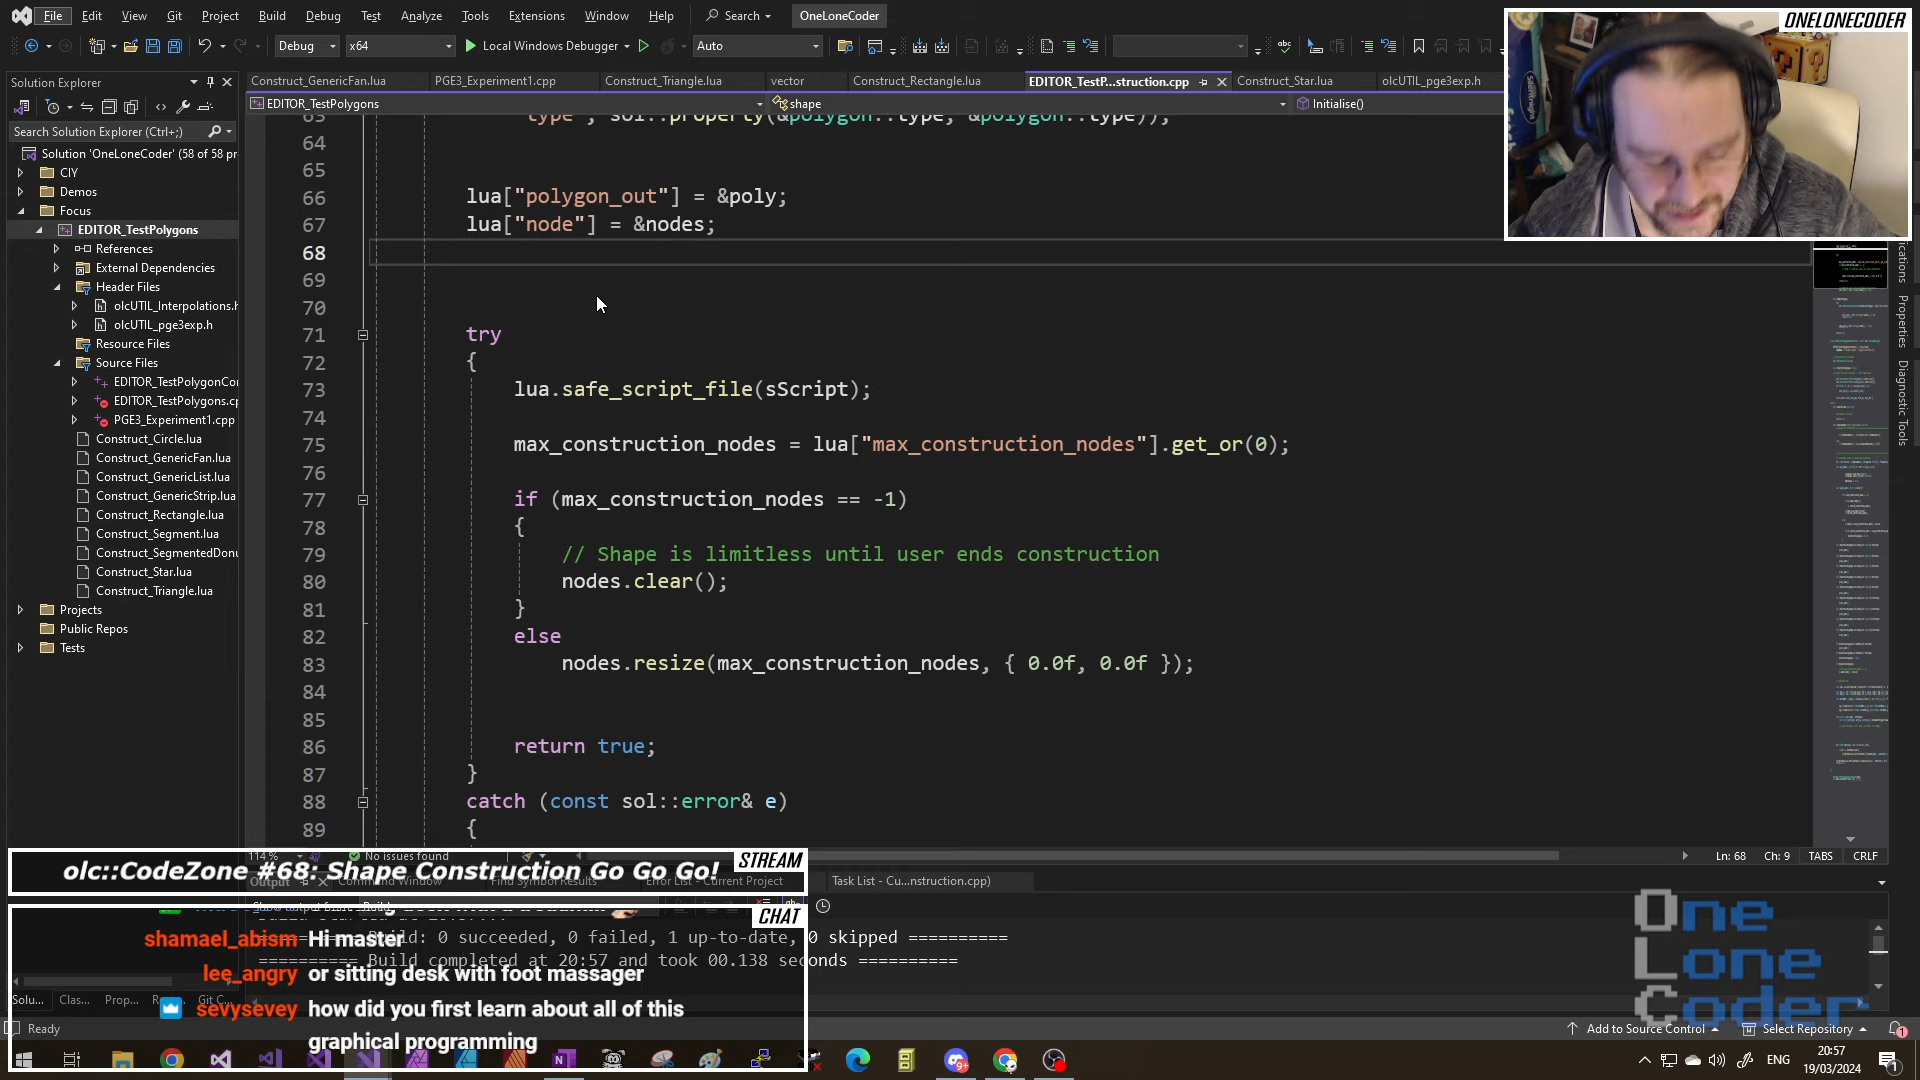 File Edit View Git Project Build Debug Test Analyze Tools Extensions Window Help Search OneLoneCoder
Debug x64 Local Windows Debugger Auto
Solution Explorer
Search Solution Explorer (Ctrl+;)
Solution 'OneLoneCoder' (58 of 58 pr
CIY
Demos
Focus
EDITOR_TestPolygons
References
External Dependencies
Header Files
olcUTIL_Interpolations.h
olcUTIL_pge3exp.h
Resource Files
Source Files
EDITOR_TestPolygonCor
EDITOR_TestPolygons.cp
PGE3_Experiment1.cpp
Construct_Circle.lua
Construct_GenericFan.lua
Construct_GenericList.lua
Construct_GenericStrip.lua
Construct_Rectangle.lua
Construct_Segment.lua
Construct_SegmentedDonu
Construct_Star.lua
Construct_Triangle.lua
Projects
Public Repos
Tests
Solu... Clas... Prop... R... Git C...
Construct_GenericFan.lua PGE3_Experiment1.cpp Construct_Triangle.lua vector Construct_Rectangle.lua EDITOR_TestP...struction.cpp Construct_Star.lua olcUTIL_pge3exp.h
EDITOR_TestPolygons shape Initialise()
63 "type", sol::property(&polygon::type, &polygon::type));
64
65
66 lua["polygon_out"] = &poly;
67 lua["node"] = &nodes;
68
69
70
71 try
72 {
73 lua.safe_script_file(sScript);
74
75 max_construction_nodes = lua["max_construction_nodes"].get_or(0);
76
77 if (max_construction_nodes == -1)
78 {
79 // Shape is limitless until user ends construction
80 nodes.clear();
81 }
82 else
83 nodes.resize(max_construction_nodes, { 0.0f, 0.0f });
84
85
86 return true;
87 }
88 catch (const sol::error& e)
89 {
114 % No issues found Ln: 68 Ch: 9 TABS CRLF
Output Command Window Find Symbol Results Error List - Current Project Task List - Cu...nstruction.cpp)
Show output from: Build
========== Build: 0 succeeded, 0 failed, 1 up-to-date, 0 skipped ==========
========== Build completed at 20:57 and took 00.138 seconds ==========
olc::CodeZone #68: Shape Construction Go Go Go!
STREAM
CHAT
shamael_abism Hi master
lee_angry or sitting desk with foot massager
sevysevey how did you first learn about all of this
graphical programming
ONELONECODER
Properties
Diagnostic Tools
One
Lone
Coder
Ready Add to Source Control Select Repository 1
ENG 20:57
19/03/2024 1